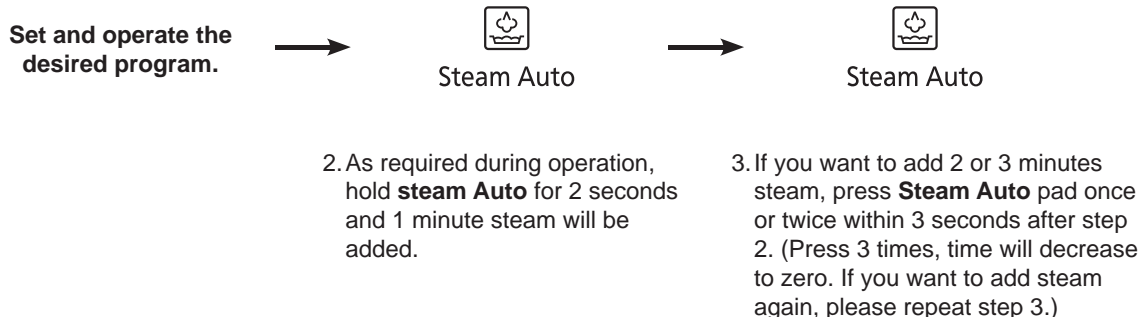 Set and operate the
desired program.
Steam Auto
Steam Auto
2. As required during operation,
hold steam Auto for 2 seconds
and 1 minute steam will be
added.
3. If you want to add 2 or 3 minutes
steam, press Steam Auto pad once
or twice within 3 seconds after step
2. (Press 3 times, time will decrease
to zero. If you want to add steam
again, please repeat step 3.)